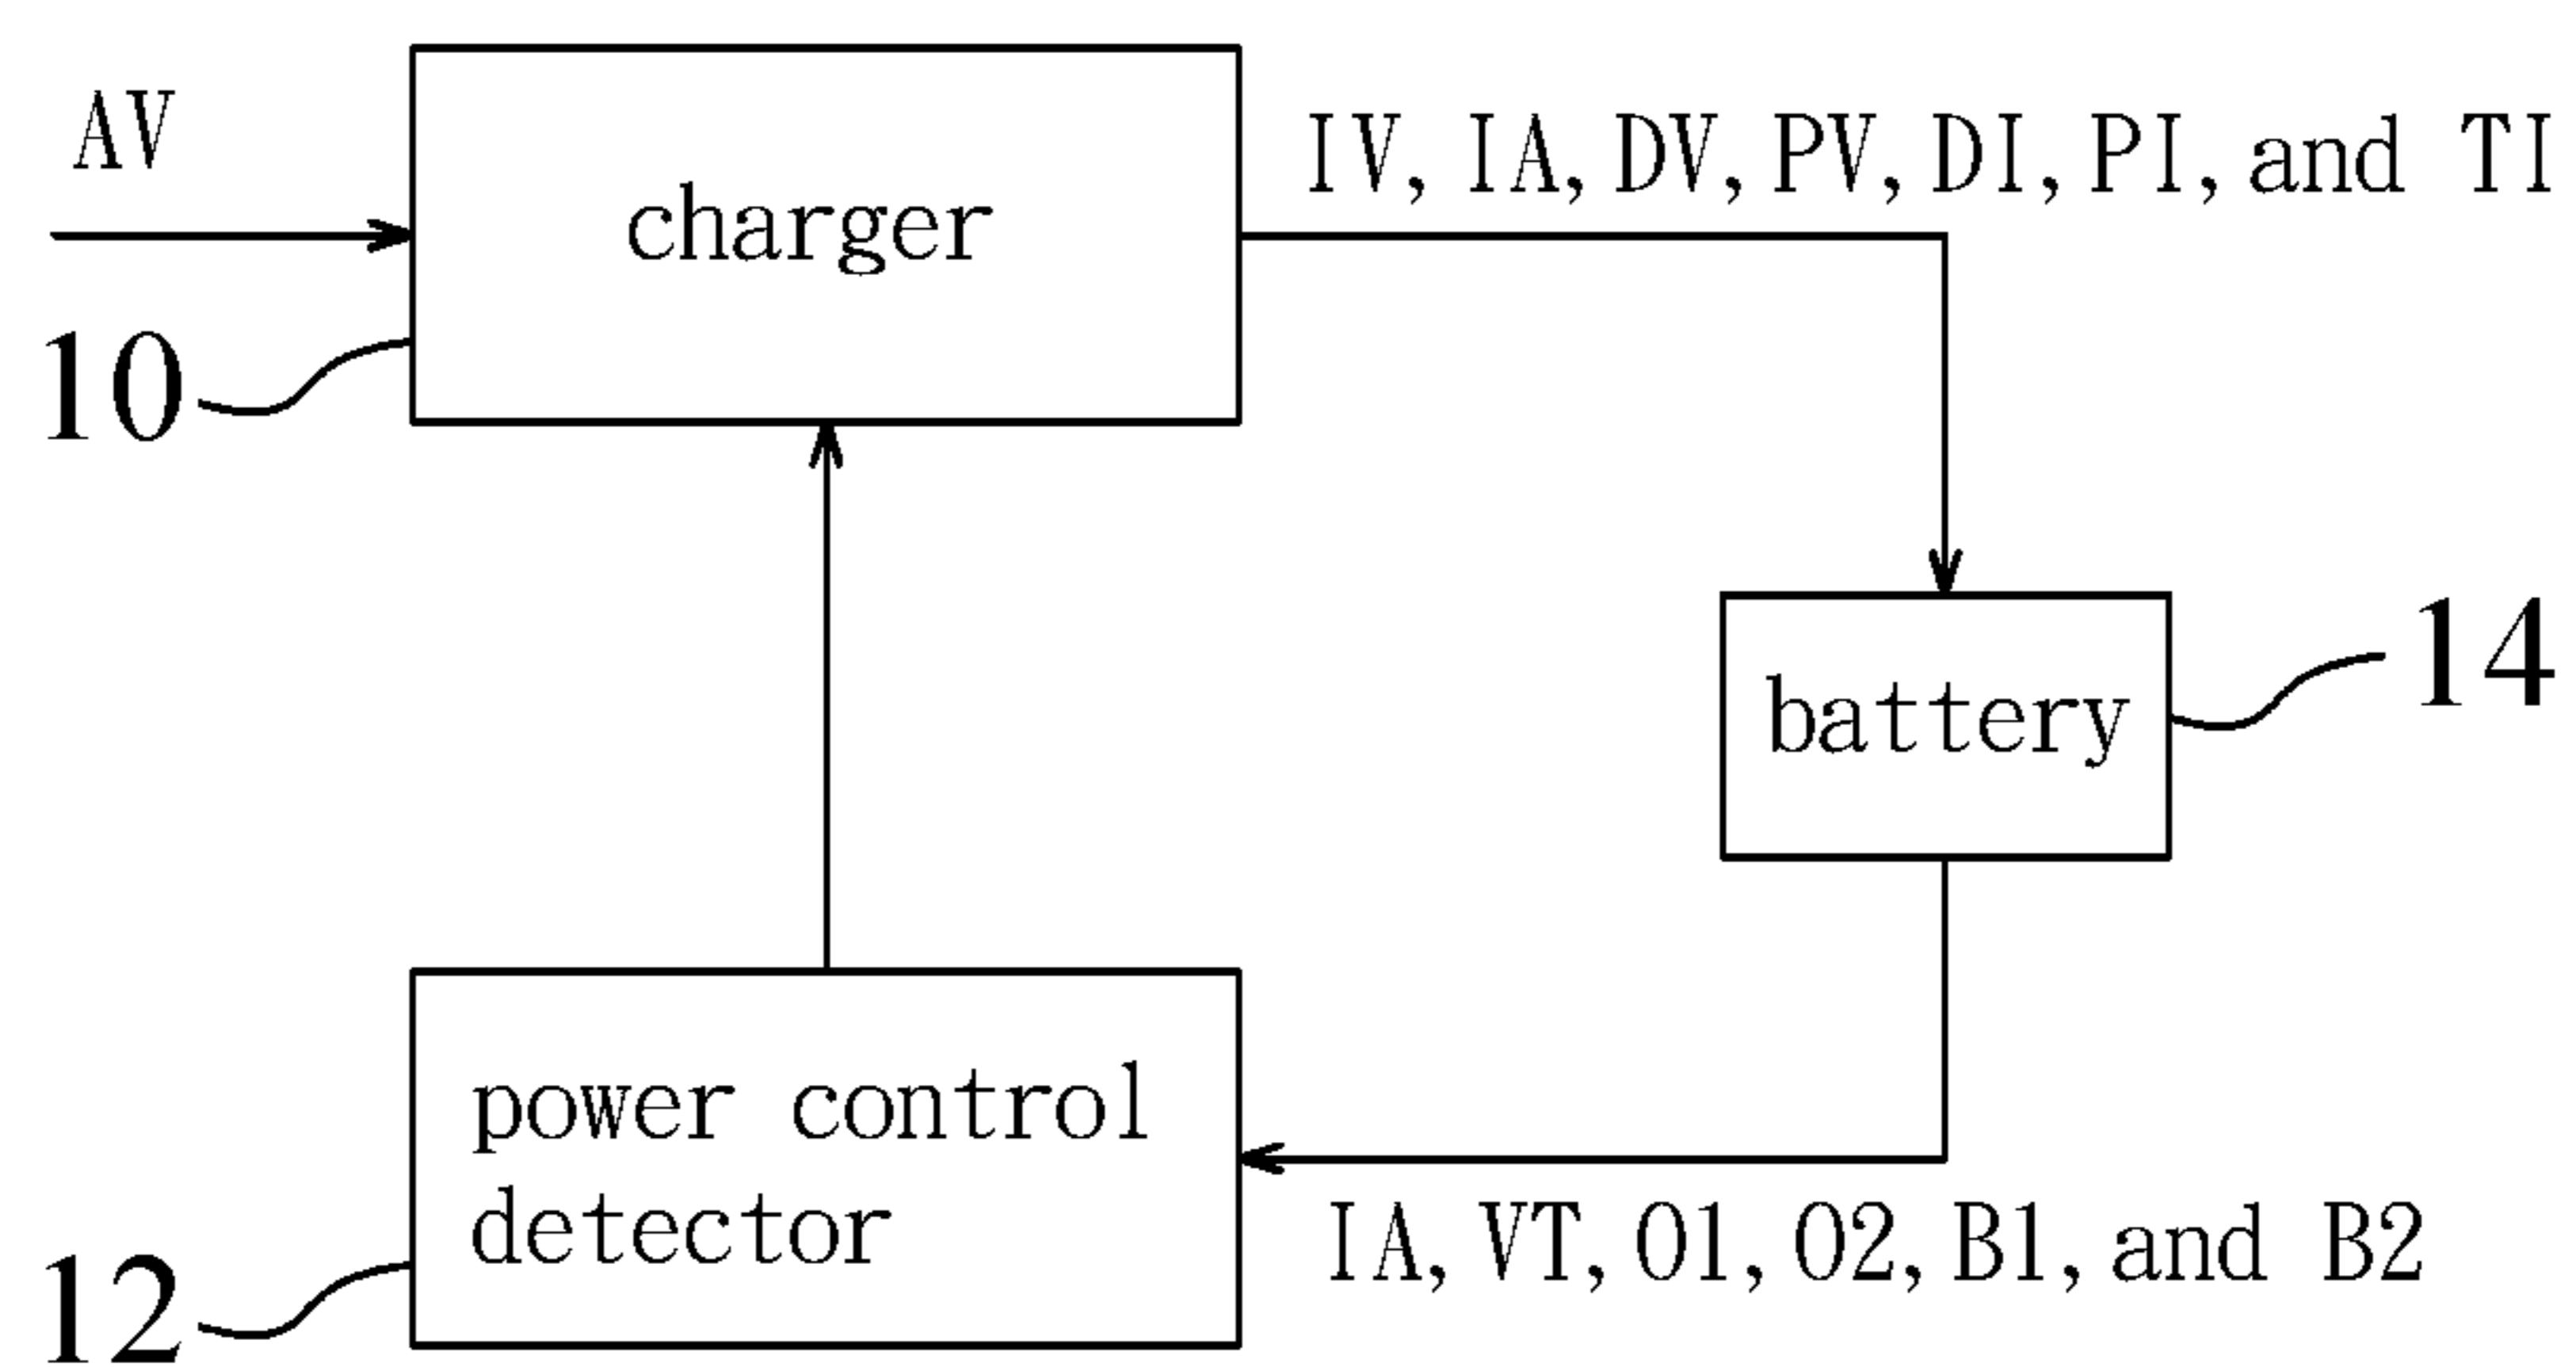 AV
charger
IV, IA, DV, PV, DI, PI, and TI
10
battery
14
power control
detector
IA, VT, O1, O2, B1, and B2
12